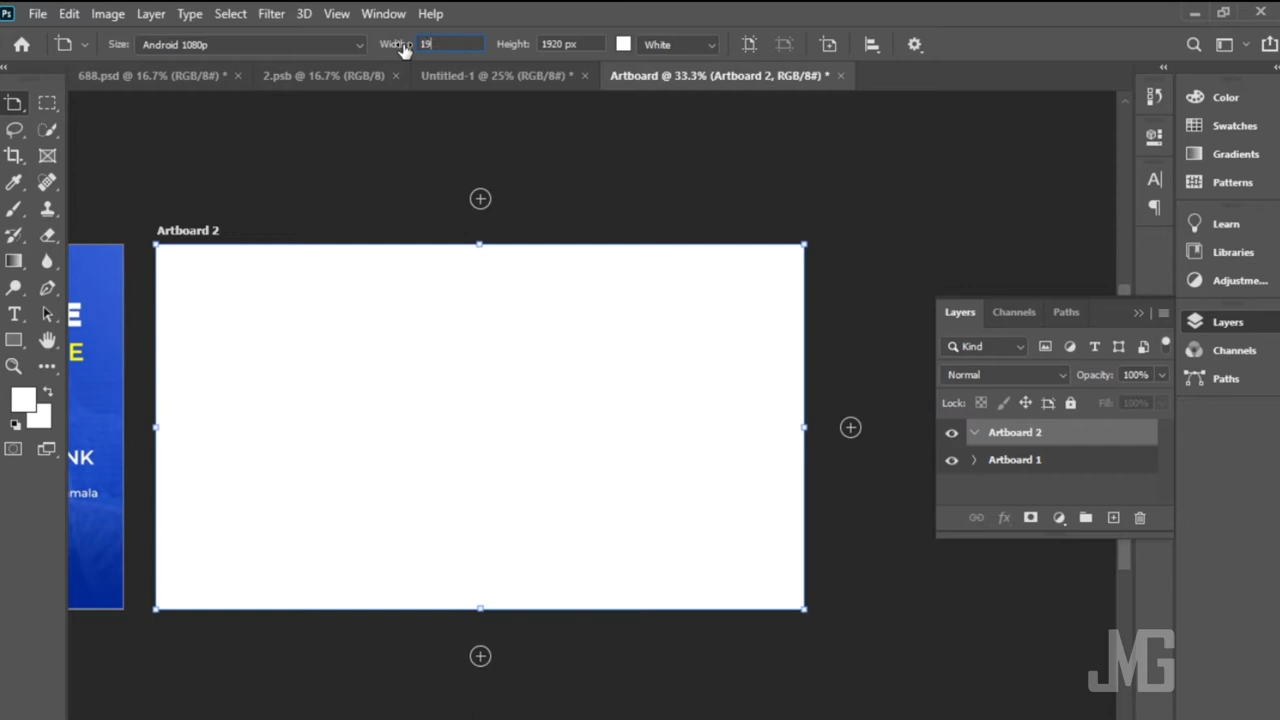 Ps File Edit Image Layer Type Select Filter 3D View Window Help
Size: Android 1080p Width: 19 Height: 1920 px White
688.psd @ 16.7% (RGB/8#) * × 2.psb @ 16.7% (RGB/8) × Untitled-1 @ 25% (RGB/8#) * × Artboard @ 33.3% (Artboard 2, RGB/8#) * ×
Color
Swatches
Gradients
Patterns
Learn
Libraries
Adjustme...
Layers
Channels
Paths
Artboard 2
E
E
NK
mala
Layers Channels Paths
Kind
Normal Opacity: 100%
Lock: Fill: 100%
Artboard 2
Artboard 1
JMG